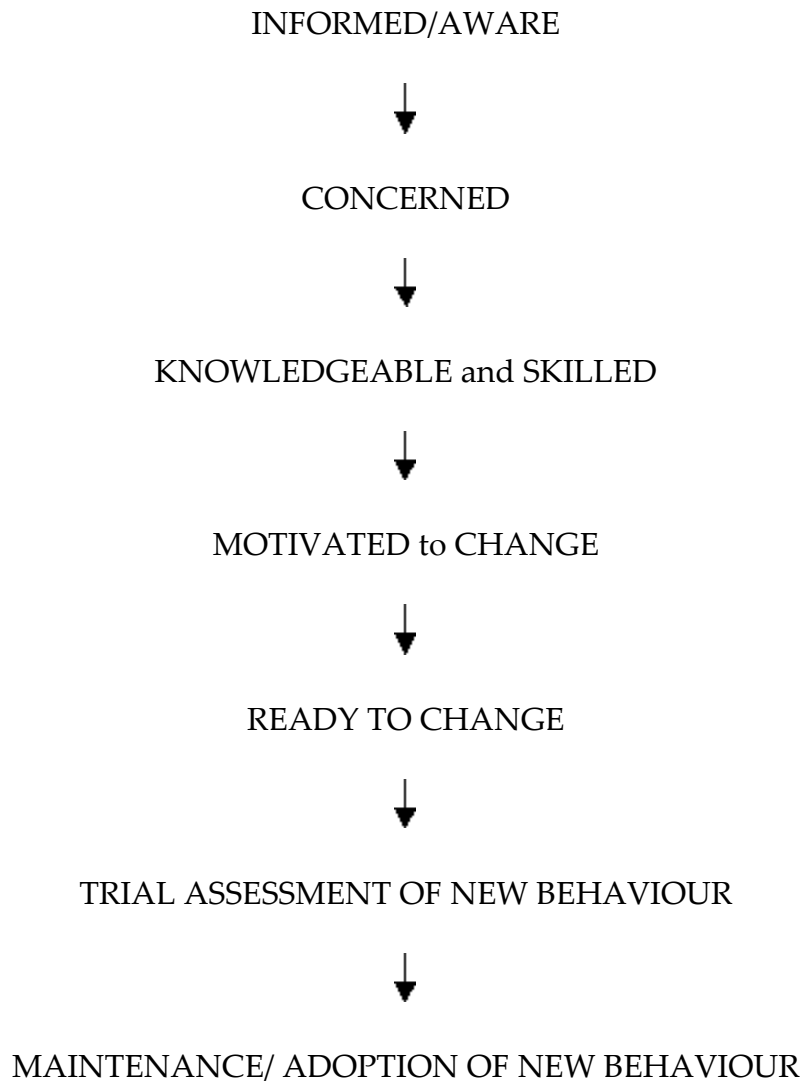 INFORMED/AWARE
CONCERNED
KNOWLEDGEABLE and SKILLED
MOTIVATED to CHANGE
READY TO CHANGE
TRIAL ASSESSMENT OF NEW BEHAVIOUR
MAINTENANCE/ ADOPTION OF NEW BEHAVIOUR